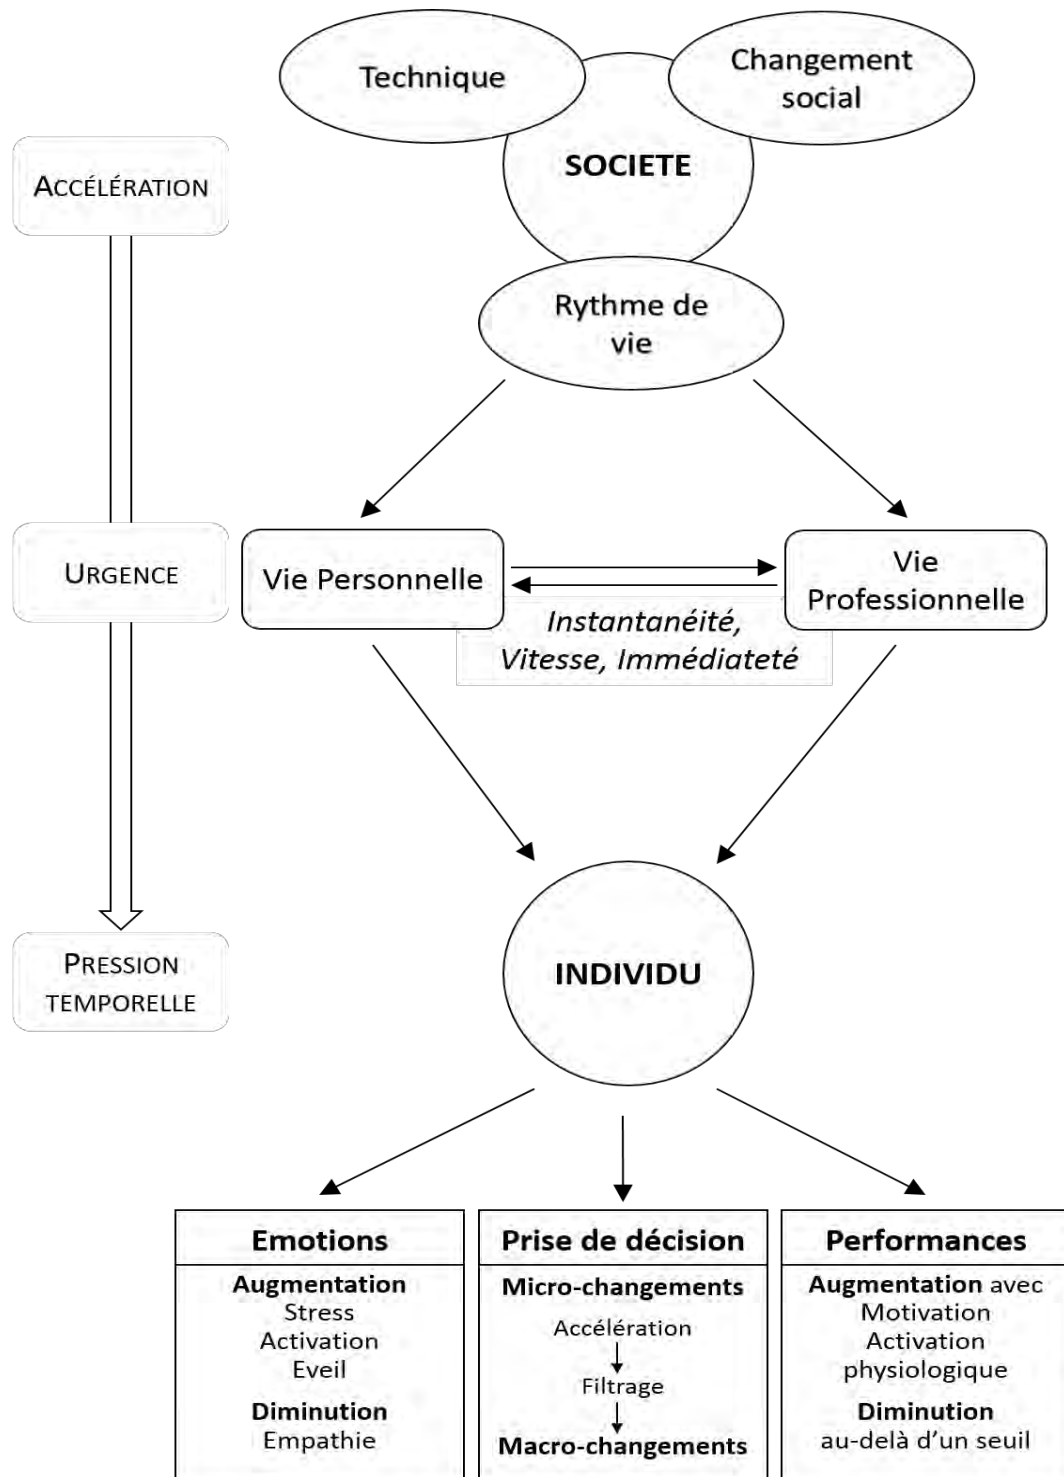 Technique
Changement
social
SOCIETE
ACCÉLÉRATION
Rythme de
vie
URGENCE
Vie Personnelle
Vie
Professionnelle
Instantanéité,
Vitesse, Immédiateté
PRESSION
TEMPORELLE
INDIVIDU
Emotions
Augmentation
Stress
Activation
Eveil
Diminution
Empathie
Prise de décision
Micro-changements
Accélération
Filtrage
Macro-changements
Performances
Augmentation avec
Motivation
Activation
physiologique
Diminution
au-delà d'un seuil